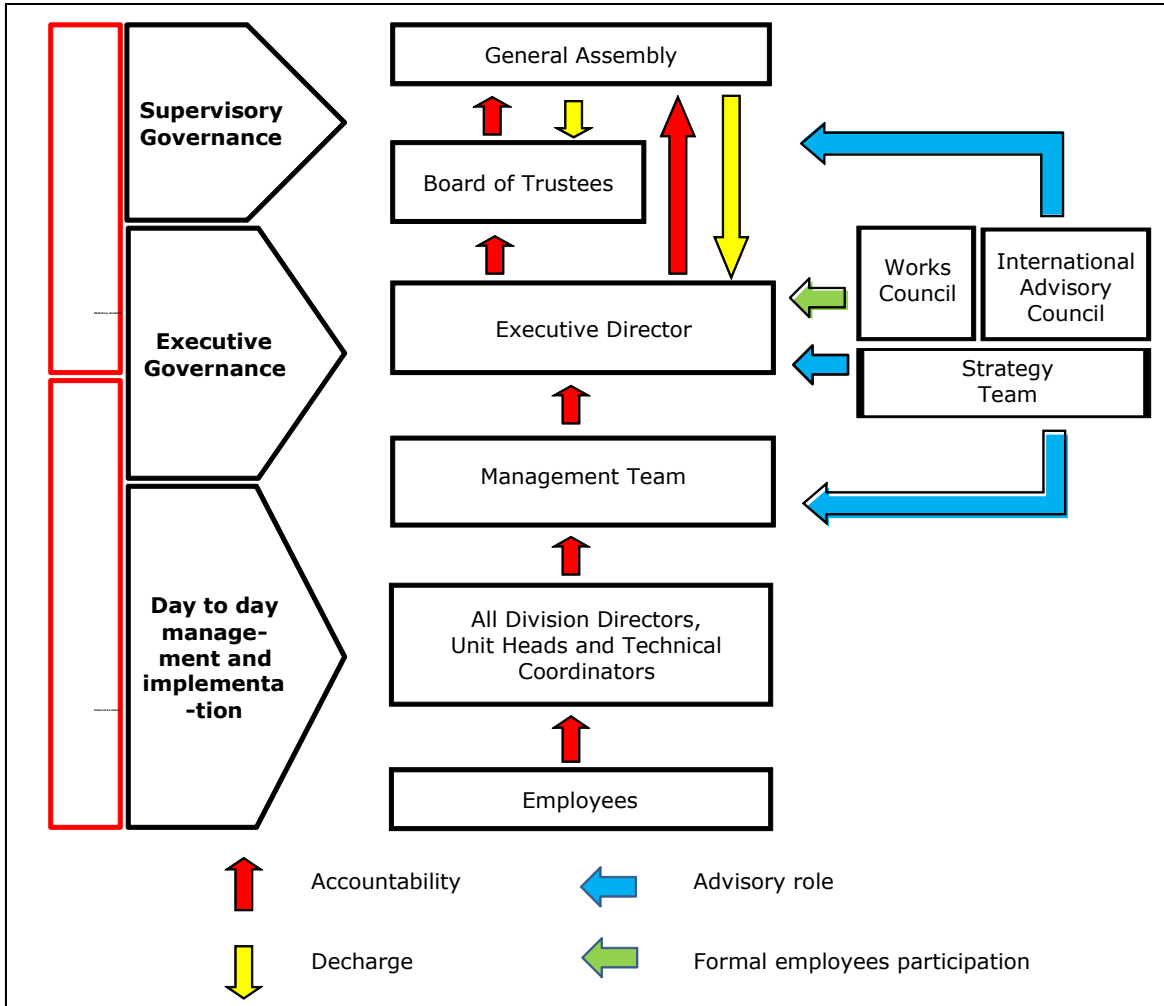 General Assembly
Supervisory
Governance
Board of Trustees
Works
Council
International
Advisory
Council
Executive Director
Executive
Governance
Strategy
Team
Management Team
All Division Directors,
Unit Heads and Technical
Coordinators
Day to day
manage-
ment and
implementa
-tion
Employees
Accountability
Advisory role
Decharge
Formal employees participation